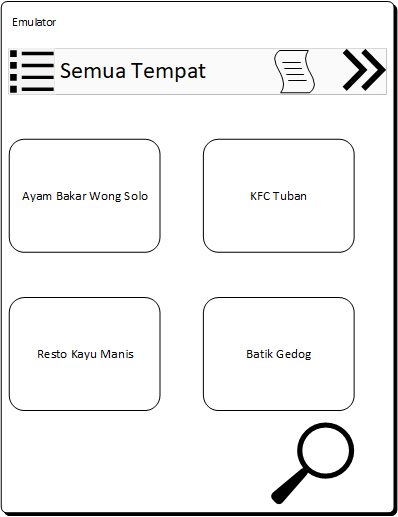 Emulator
Semua Tempat
Ayam Bakar Wong Solo
KFC Tuban
Resto Kayu Manis
Batik Gedog